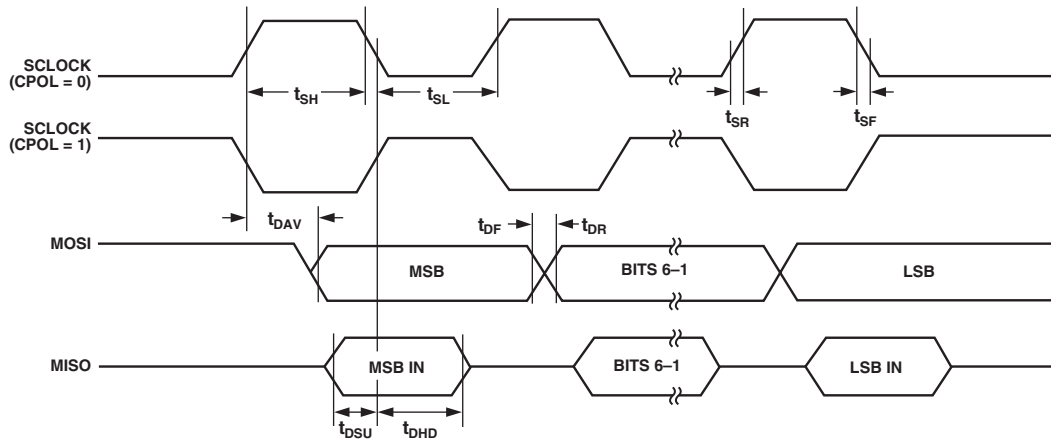 SCLOCK
(CPOL = 0)
tSH
tSL
tSR
tSF
SCLOCK
(CPOL = 1)
tDAV
tDF
tDR
MOSI
MSB
BITS 6–1
LSB
MISO
MSB IN
BITS 6–1
LSB IN
tDSU
tDHD